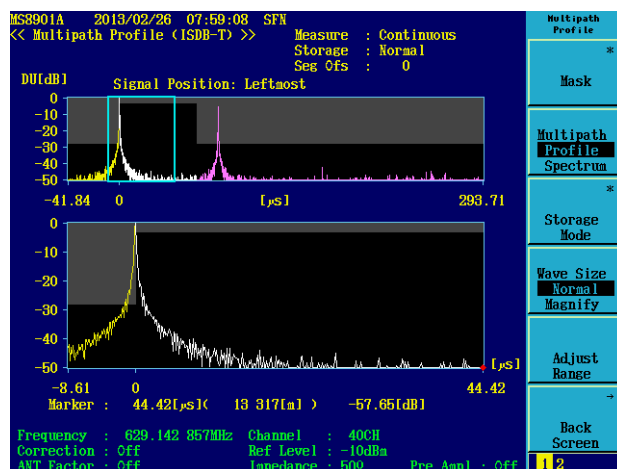 MS8901A 2013/02/26 07:59:08 SFN
<< Multipath Profile (ISDB-T) >> Measure : Continuous
Storage : Normal
Seg Ofs : 0
DU[dB] Signal Position: Leftmost
0
-10
-20
-30
-40
-50
-41.84 0 [μs] 293.71
0
-10
-20
-30
-40
-50 [μs]
-8.61 0 44.42
Marker : 44.42[μs]( 13 317[m] ) -57.65[dB]
Frequency : 629.142 857MHz Channel : 40CH
Correction : Off Ref Level : -10dBm
ANT Factor : Off Impedance : 50Ω Pre Ampl : Off
Multipath
Profile
*
Mask
Multipath
Profile
Spectrum
*
Storage
Mode
Wave Size
Normal
Magnify
Adjust
Range
→
Back
Screen
1 2